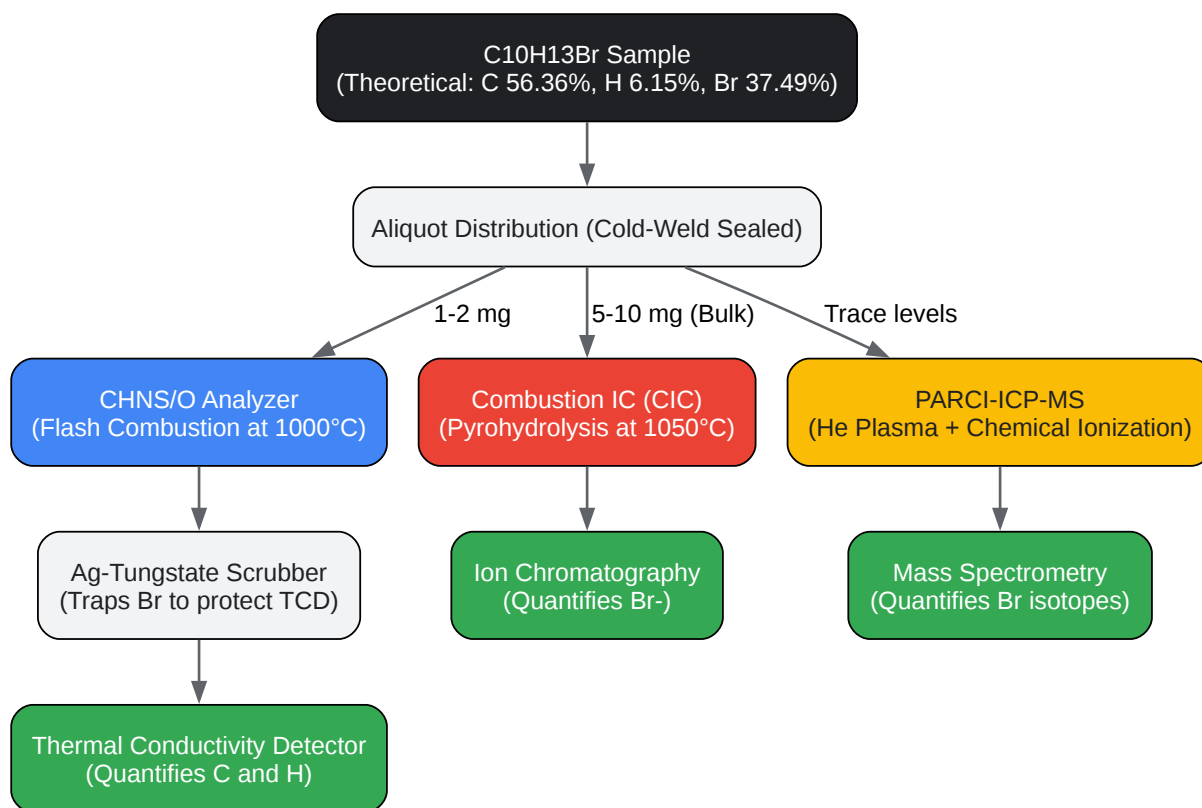 C10H13Br Sample
(Theoretical: C 56.36%, H 6.15%, Br 37.49%)
Aliquot Distribution (Cold-Weld Sealed)
1-2 mg
5-10 mg (Bulk)
Trace levels
CHNS/O Analyzer
(Flash Combustion at 1000°C)
Combustion IC (CIC)
(Pyrohydrolysis at 1050°C)
PARCI-ICP-MS
(He Plasma + Chemical Ionization)
Ag-Tungstate Scrubber
(Traps Br to protect TCD)
Ion Chromatography
(Quantifies Br-)
Mass Spectrometry
(Quantifies Br isotopes)
Thermal Conductivity Detector
(Quantifies C and H)